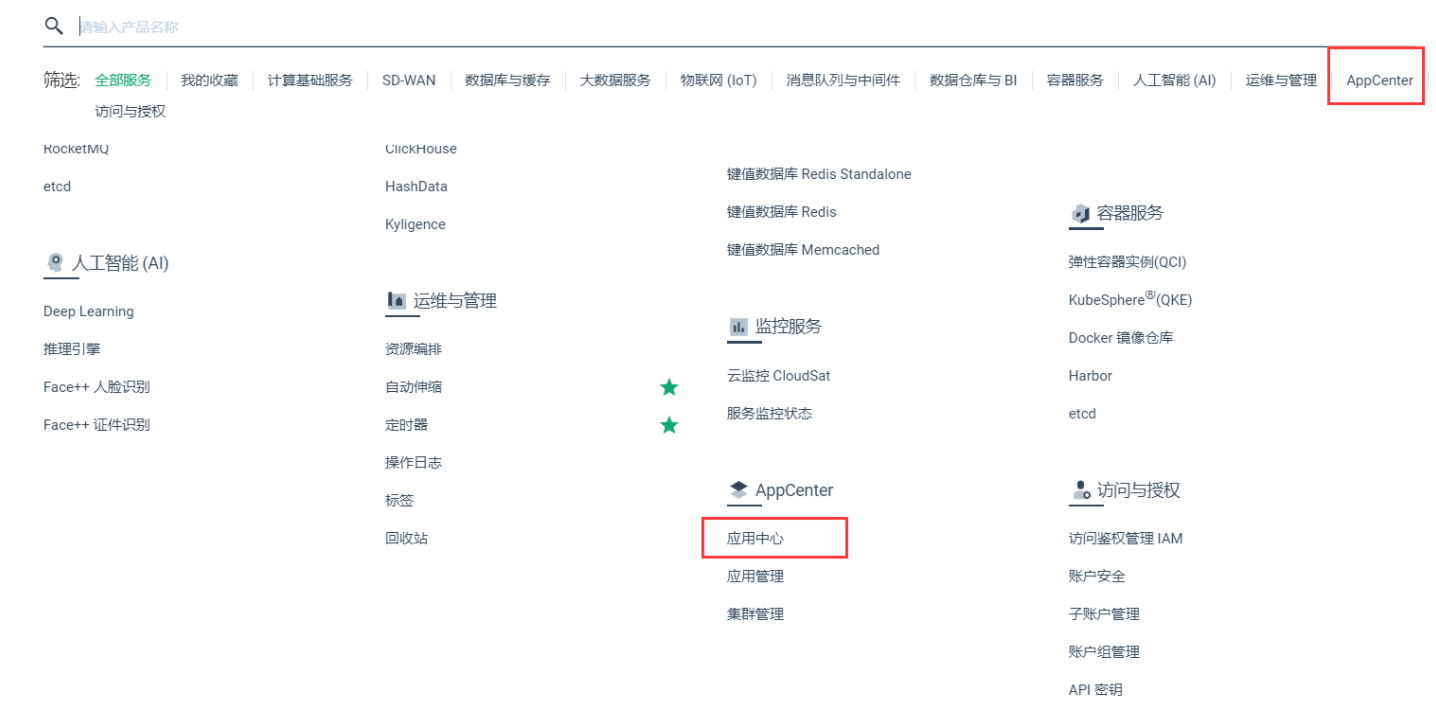 请输入产品名称
筛选: 全部服务 我的收藏 计算基础服务 SD-WAN 数据库与缓存 大数据服务 物联网 (IoT) 消息队列与中间件 数据仓库与 BI 容器服务 人工智能 (AI) 运维与管理 AppCenter
访问与授权
RocketMQ
etcd
人工智能 (AI)
Deep Learning
推理引擎
Face++ 人脸识别
Face++ 证件识别
ClickHouse
HashData
Kyligence
运维与管理
资源编排
自动伸缩
定时器
操作日志
标签
回收站
键值数据库 Redis Standalone
键值数据库 Redis
键值数据库 Memcached
监控服务
云监控 CloudSat
服务监控状态
AppCenter
应用中心
应用管理
集群管理
容器服务
弹性容器实例(QCI)
KubeSphere®(QKE)
Docker 镜像仓库
Harbor
etcd
访问与授权
访问鉴权管理 IAM
账户安全
子账户管理
账户组管理
API 密钥